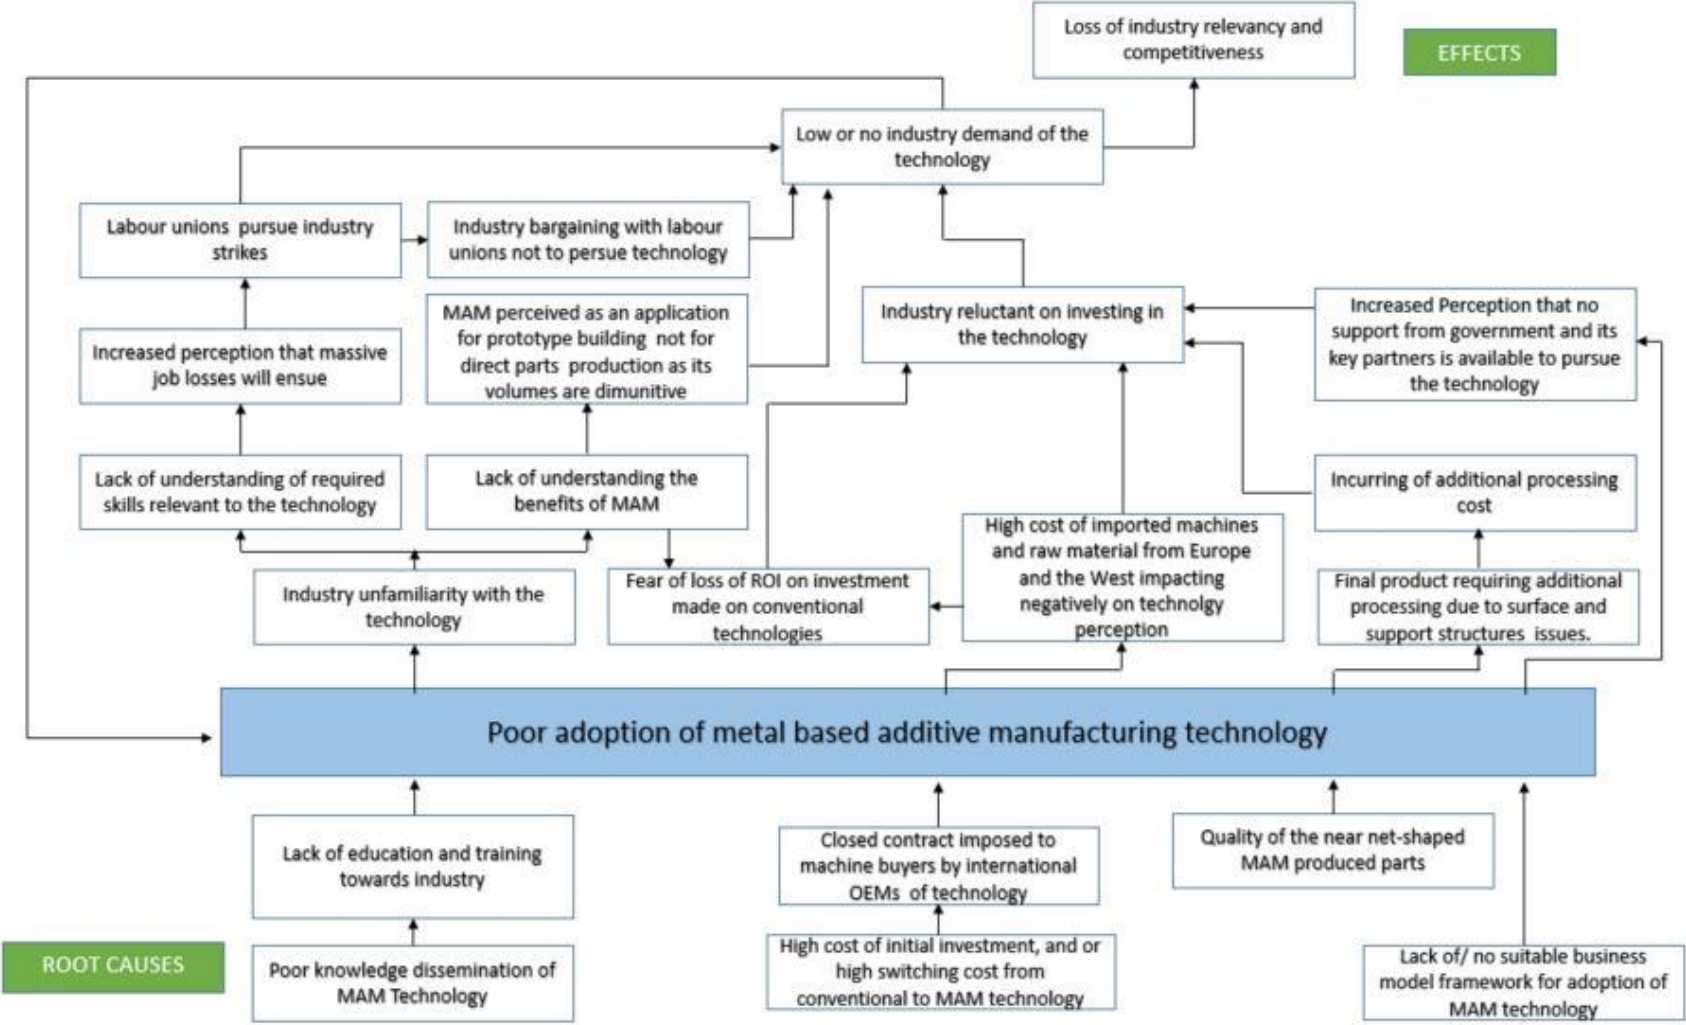 Loss of industry relevancy and
competitiveness
EFFECTS
Low or no industry demand of the
technology
Labour unions pursue industry
strikes
Industry bargaining with labour
unions not to persue technology
MAM perceived as an application
for prototype building not for
direct parts production as its
volumes are dimunitive
Industry reluctant on investing in
the technology
Increased Perception that no
support from government and its
key partners is available to pursue
the technology
Increased perception that massive
job losses will ensue
Lack of understanding of required
skills relevant to the technology
Lack of understanding the
benefits of MAM
Incurring of additional processing
cost
High cost of imported machines
and raw material from Europe
and the West impacting
negatively on technolgy
perception
Industry unfamiliarity with the
technology
Fear of loss of ROI on investment
made on conventional
technologies
Final product requiring additional
processing due to surface and
support structures issues.
Poor adoption of metal based additive manufacturing technology
Lack of education and training
towards industry
Closed contract imposed to
machine buyers by international
OEMs of technology
Quality of the near net-shaped
MAM produced parts
ROOT CAUSES
Poor knowledge dissemination of
MAM Technology
High cost of initial investment, and or
high switching cost from
conventional to MAM technology
Lack of/ no suitable business
model framework for adoption of
MAM technology